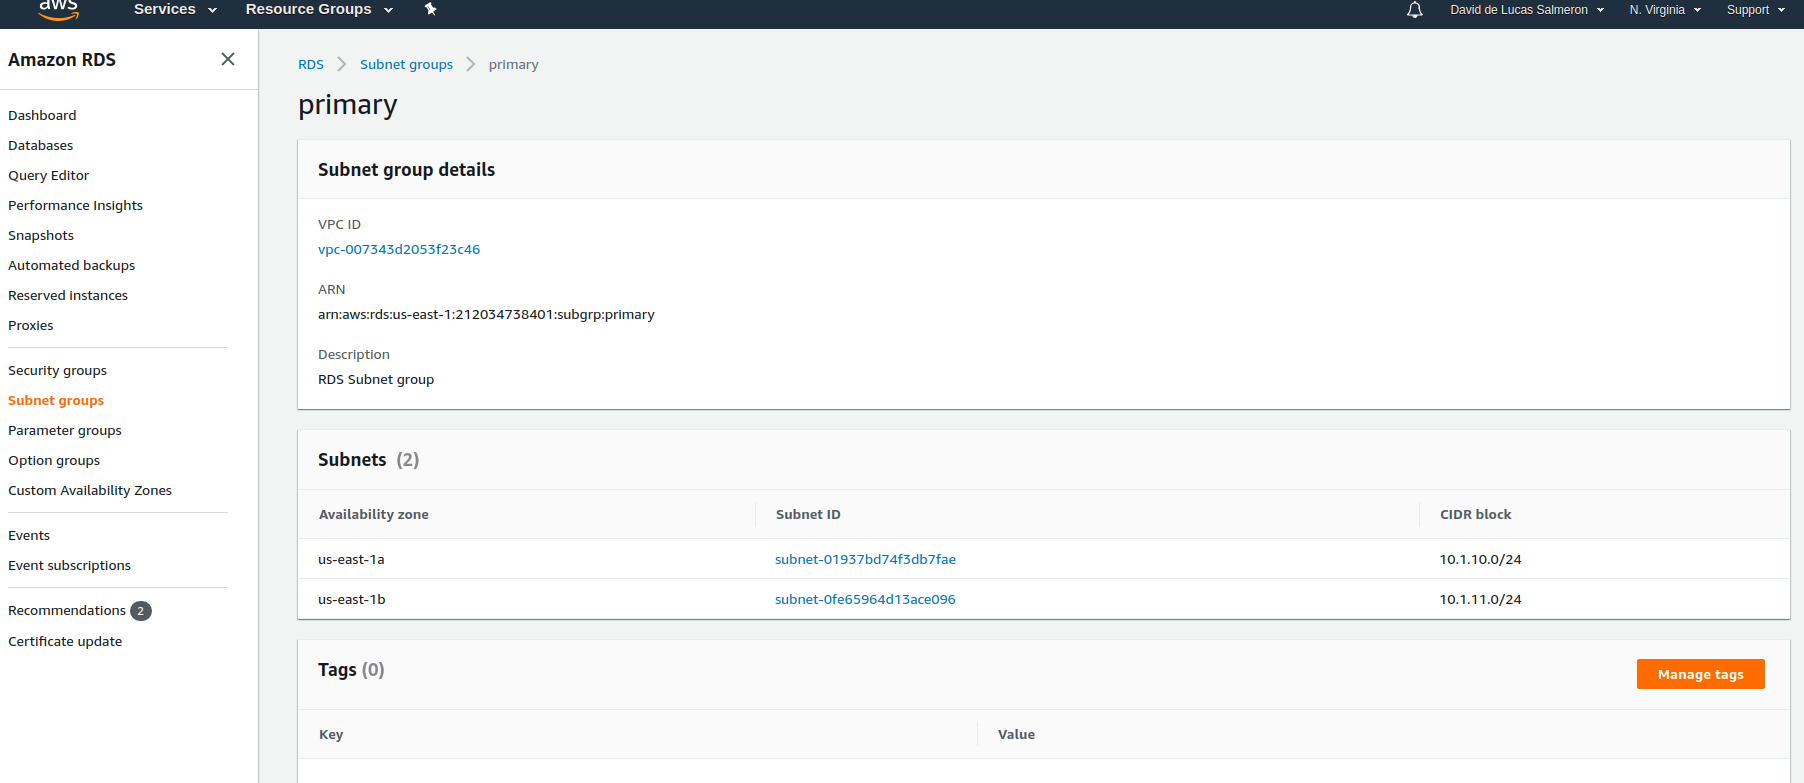 aws Services Resource Groups David de Lucas Salmeron N. Virginia Support
Amazon RDS
Dashboard
Databases
Query Editor
Performance Insights
Snapshots
Automated backups
Reserved instances
Proxies
Security groups
Subnet groups
Parameter groups
Option groups
Custom Availability Zones
Events
Event subscriptions
Recommendations 2
Certificate update
RDS Subnet groups primary
primary
Subnet group details
VPC ID
vpc-007343d2053f23c46
ARN
arn:aws:rds:us-east-1:212034738401:subgrp:primary
Description
RDS Subnet group
Subnets (2)
Availability zone Subnet ID CIDR block
us-east-1a subnet-01937bd74f3db7fae 10.1.10.0/24
us-east-1b subnet-0fe65964d13ace096 10.1.11.0/24
Tags (0) Manage tags
Key Value